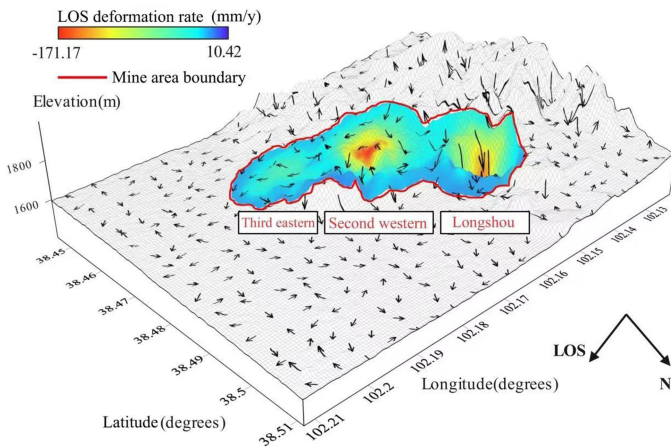 LOS deformation rate (mm/y)
-171.17 10.42
Mine area boundary
Elevation(m)
1800
1600
Third eastern Second western Longshou
38.45
38.46
38.47
38.48
38.49
38.5
38.51
102.21
102.2
102.19
102.18
102.17
102.16
102.15
102.14
102.13
Latitude(degrees)
Longitude(degrees)
LOS
N